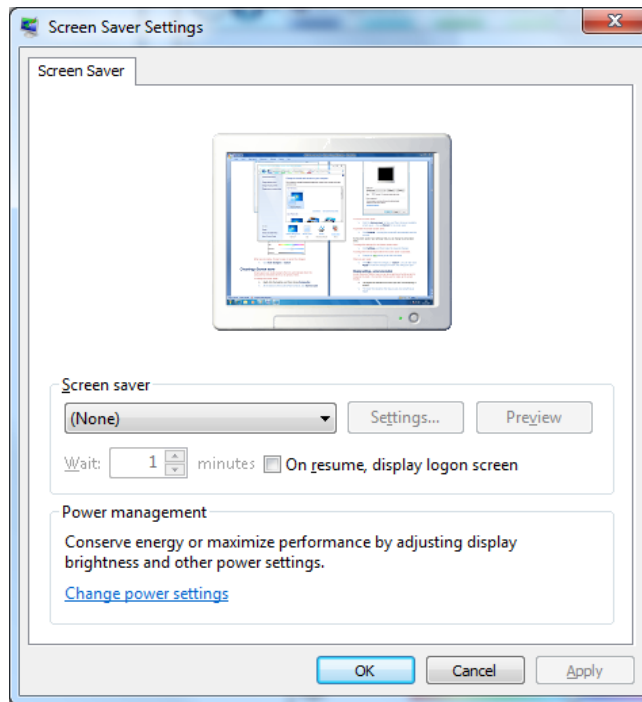 Screen Saver Settings
Screen Saver
Screen saver
(None)
Settings...
Preview
Wait:
1
minutes
On resume, display logon screen
Power management
Conserve energy or maximize performance by adjusting display
brightness and other power settings.
Change power settings
OK
Cancel
Apply